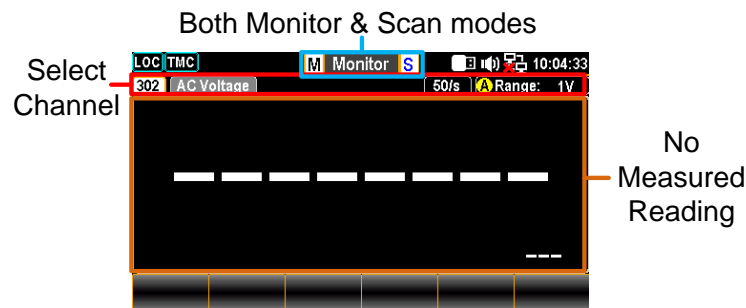 Both Monitor & Scan modes
LOC TMC M Monitor S 10:04:33
Select
Channel
302 AC Voltage 50/s A Range: 1V
No
Measured
Reading